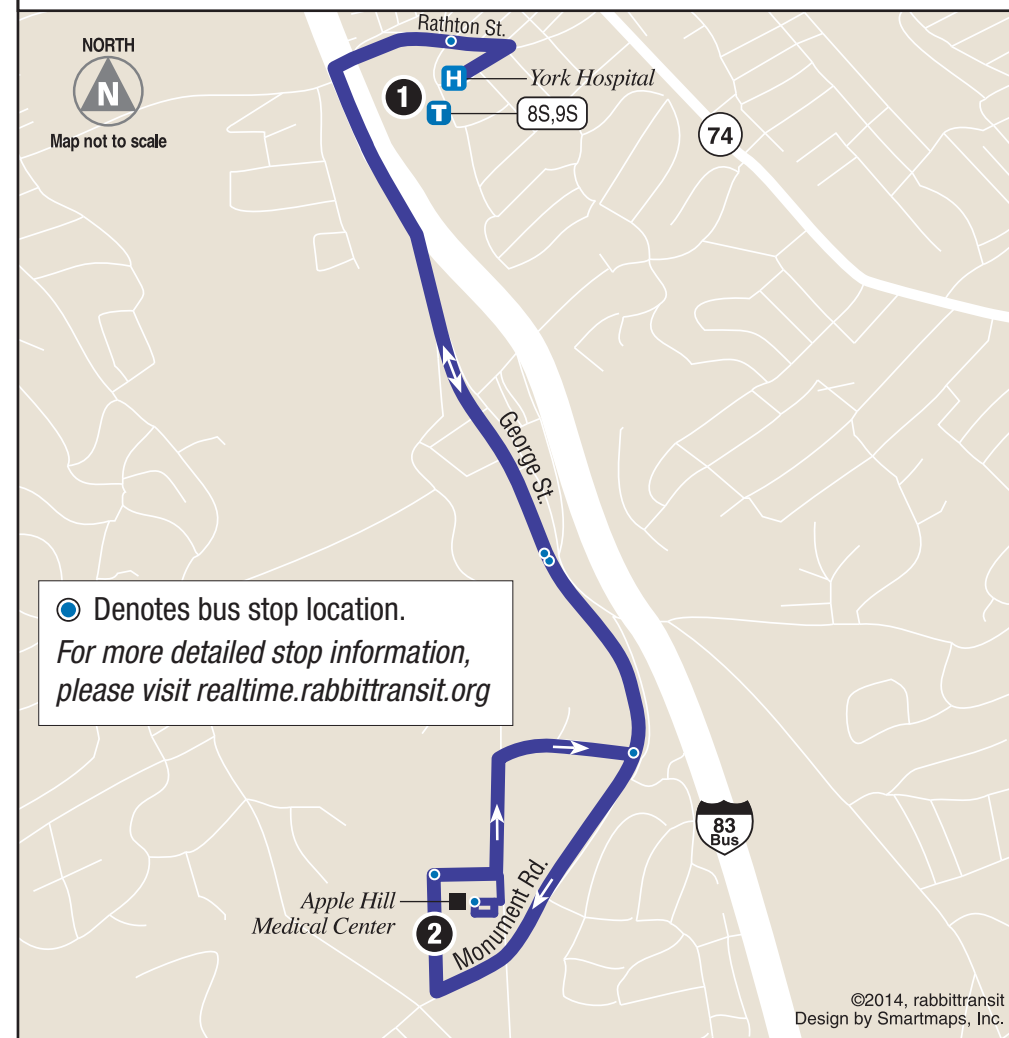 Rathton St.
NORTH
N
Map not to scale
H
York Hospital
1
T
8S,9S
74
George St.
Denotes bus stop location.
For more detailed stop information,
please visit realtime.rabbittransit.org
83
Bus
Apple Hill
Medical Center
2
Monument Rd.
©2014, rabbittransit
Design by Smartmaps, Inc.